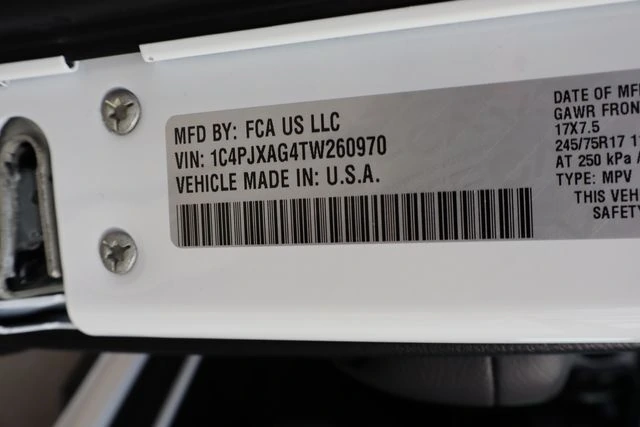 MFD BY: FCA US LLC
VIN: 1C4PJXAG4TW260970
VEHICLE MADE IN: U.S.A.
DATE OF MF
GAWR FRON
17X7.5
245/75R17 1
AT 250 kPa
TYPE: MPV
THIS VEH
SAFETY